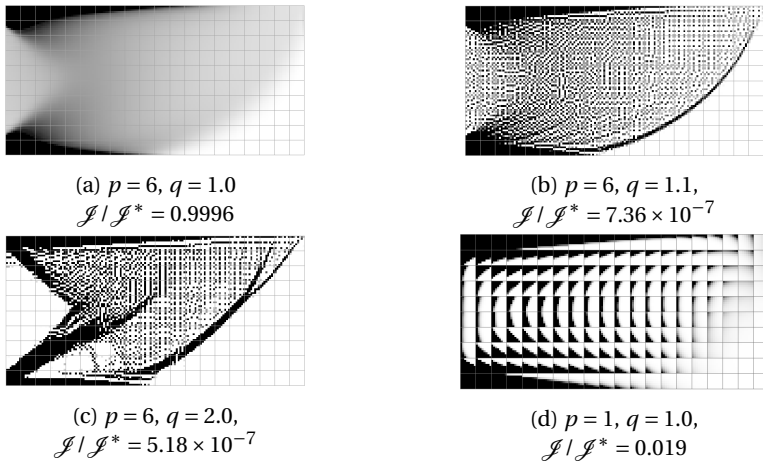 (a) p = 6, q = 1.0
𝒥 / 𝒥* = 0.9996
(b) p = 6, q = 1.1,
𝒥 / 𝒥* = 7.36 × 10⁻⁷
(c) p = 6, q = 2.0,
𝒥 / 𝒥* = 5.18 × 10⁻⁷
(d) p = 1, q = 1.0,
𝒥 / 𝒥* = 0.019